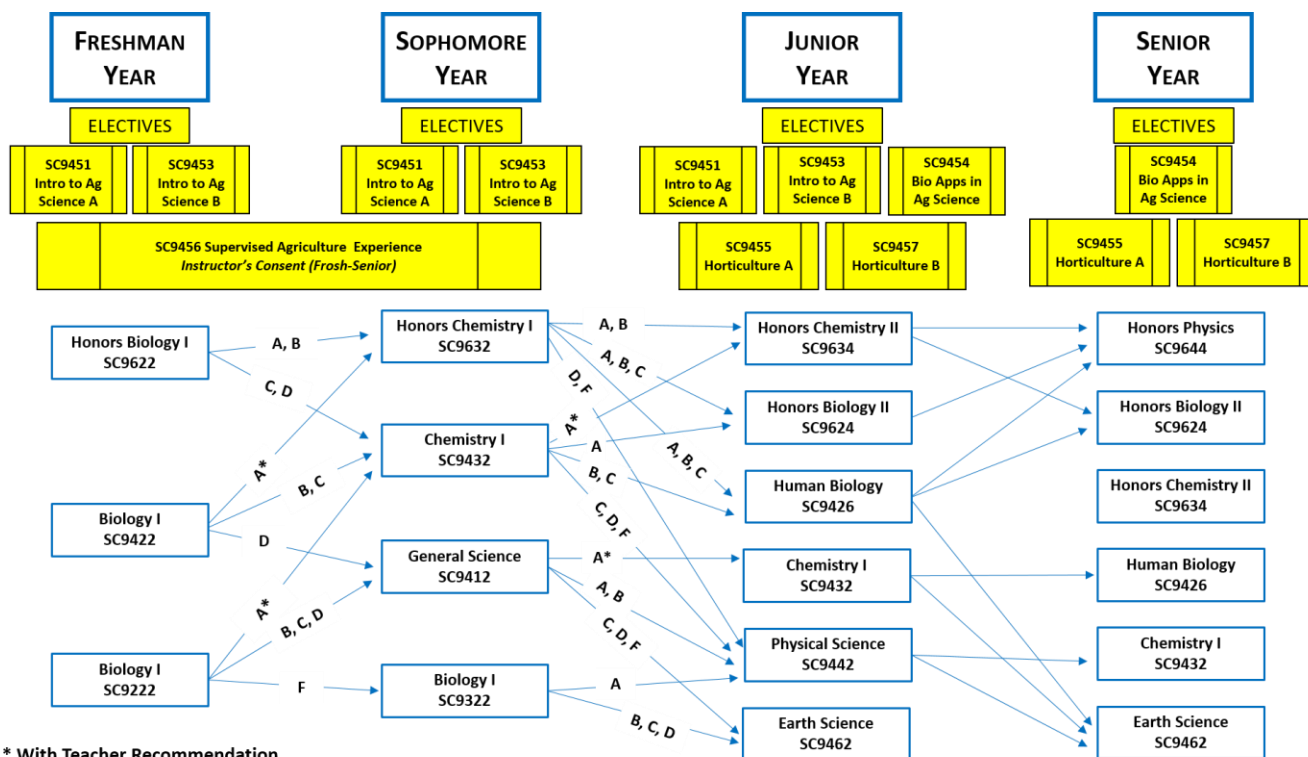 FRESHMAN
YEAR
SOPHOMORE
YEAR
JUNIOR
YEAR
SENIOR
YEAR
ELECTIVES
ELECTIVES
ELECTIVES
ELECTIVES
SC9451
Intro to Ag
Science A
SC9453
Intro to Ag
Science B
SC9451
Intro to Ag
Science A
SC9453
Intro to Ag
Science B
SC9451
Intro to Ag
Science A
SC9453
Intro to Ag
Science B
SC9454
Bio Apps in
Ag Science
SC9454
Bio Apps in
Ag Science
SC9456 Supervised Agriculture Experience
Instructor's Consent (Frosh-Senior)
SC9455
Horticulture A
SC9457
Horticulture B
SC9455
Horticulture A
SC9457
Horticulture B
Honors Biology I
SC9622
A, B
C, D
Biology I
SC9422
A*
B, C
D
Biology I
SC9222
A*
B, C, D
F
Honors Chemistry I
SC9632
A, B
A, B, C
D, F
A, B, C
Chemistry I
SC9432
A*
A
B, C
C, D, F
General Science
SC9412
A*
A, B
C, D, F
Biology I
SC9322
A
B, C, D
Honors Chemistry II
SC9634
Honors Biology II
SC9624
Human Biology
SC9426
Chemistry I
SC9432
Physical Science
SC9442
Earth Science
SC9462
Honors Physics
SC9644
Honors Biology II
SC9624
Honors Chemistry II
SC9634
Human Biology
SC9426
Chemistry I
SC9432
Earth Science
SC9462
* With Teacher Recommendation